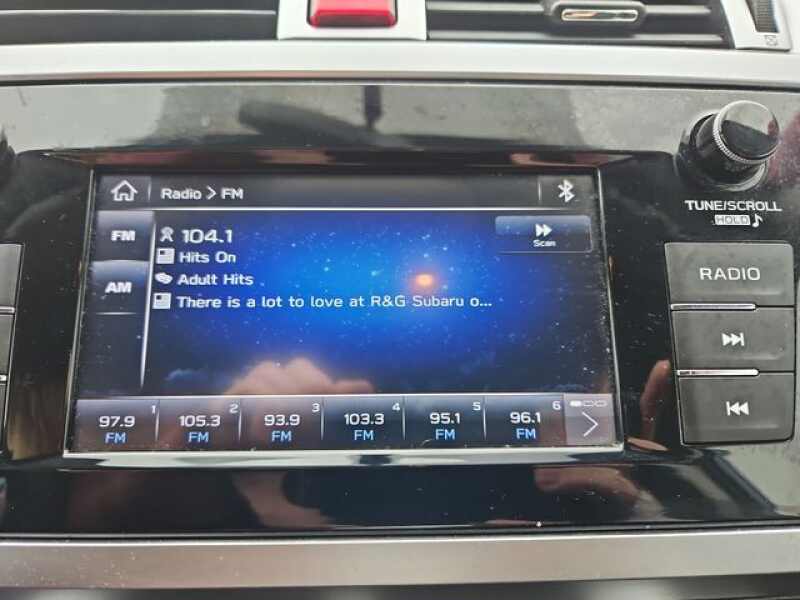 Radio > FM
FM
104.1
Scan
Hits On
Adult Hits
AM
There is a lot to love at R&G Subaru o...
1 2 3 4 5 6
97.9 105.3 93.9 103.3 95.1 96.1
FM FM FM FM FM FM
TUNE/SCROLL
HOLD
RADIO